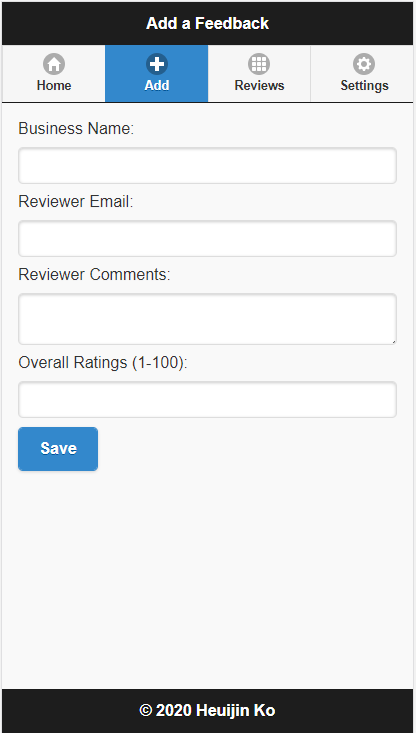 Add a Feedback
Home Add Reviews Settings
Business Name:
Reviewer Email:
Reviewer Comments:
Overall Ratings (1-100):
Save
© 2020 Heuijin Ko